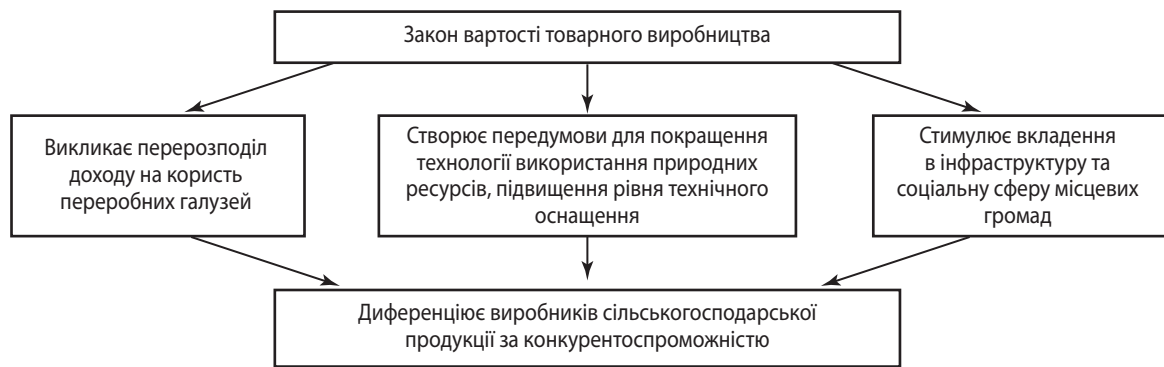 Закон вартості товарного виробництва
Викликає перерозподіл
доходу на користь
переробних галузей
Створює передумови для покращення
технології використання природних
ресурсів, підвищення рівня технічного
оснащення
Стимулює вкладення
в інфраструктуру та
соціальну сферу місцевих
громад
Диференціює виробників сільськогосподарської
продукції за конкурентоспроможністю